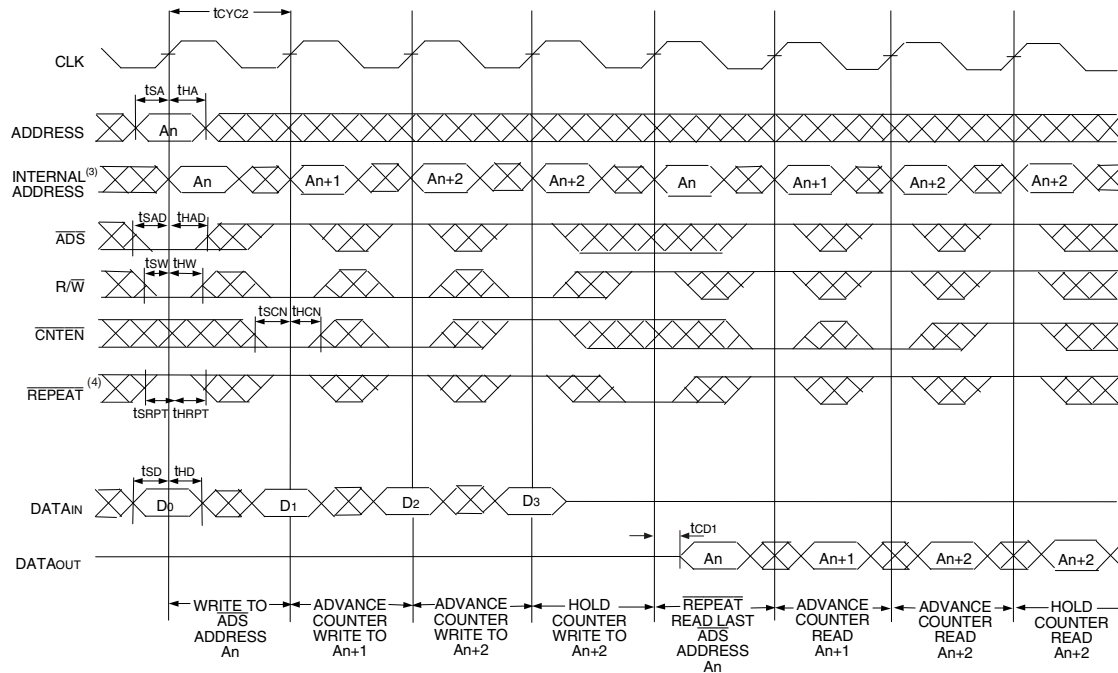 tCYC2
CLK
tSA tHA
ADDRESS An
INTERNAL(3) ADDRESS An An+1 An+2 An+2 An An+1 An+2 An+2
tSAD tHAD
ADS
tSW tHW
R/W
tSCN tHCN
CNTEN
REPEAT (4)
tSRPT tHRPT
tSD tHD
DATAIN D0 D1 D2 D3
tCD1
DATAOUT An An+1 An+2 An+2
WRITE TO
ADS
ADDRESS
An
ADVANCE
COUNTER
WRITE TO
An+1
ADVANCE
COUNTER
WRITE TO
An+2
HOLD
COUNTER
WRITE TO
An+2
REPEAT
READ LAST
ADS
ADDRESS
An
ADVANCE
COUNTER
READ
An+1
ADVANCE
COUNTER
READ
An+2
HOLD
COUNTER
READ
An+2